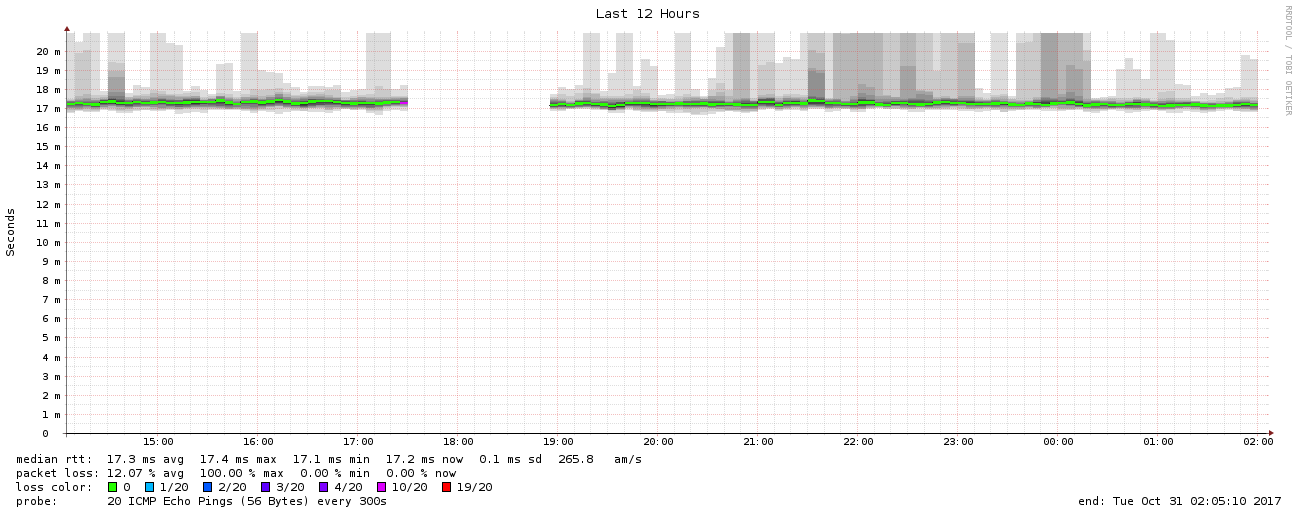 Last 12 Hours
RRDTOOL / TOBI OETIKER
Seconds
20 m
19 m
18 m
17 m
16 m
15 m
14 m
13 m
12 m
11 m
10 m
9 m
8 m
7 m
6 m
5 m
4 m
3 m
2 m
1 m
0
15:00 16:00 17:00 18:00 19:00 20:00 21:00 22:00 23:00 00:00 01:00 02:00
median rtt: 17.3 ms avg 17.4 ms max 17.1 ms min 17.2 ms now 0.1 ms sd 265.8 am/s
packet loss: 12.07 % avg 100.00 % max 0.00 % min 0.00 % now
loss color: 0 1/20 2/20 3/20 4/20 10/20 19/20
probe: 20 ICMP Echo Pings (56 Bytes) every 300s end: Tue Oct 31 02:05:10 2017